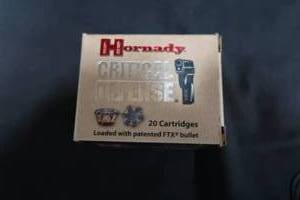 Hornady
CRITICAL
DEFENSE
20 Cartridges
Loaded with patented FTX® bullet